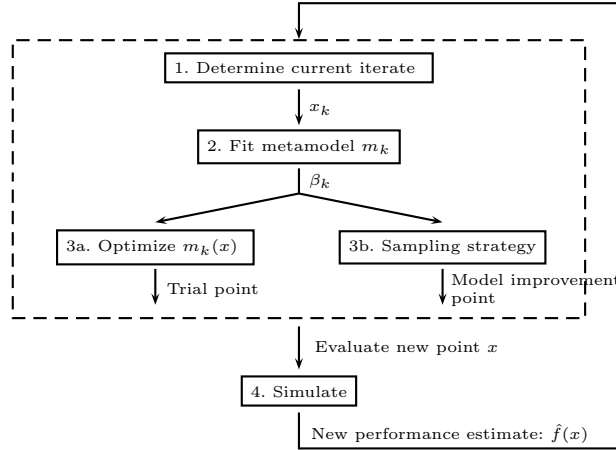 1. Determine current iterate
x_k
2. Fit metamodel m_k
β_k
3a. Optimize m_k(x)
3b. Sampling strategy
Trial point
Model improvement
point
Evaluate new point x
4. Simulate
New performance estimate: f̂(x)